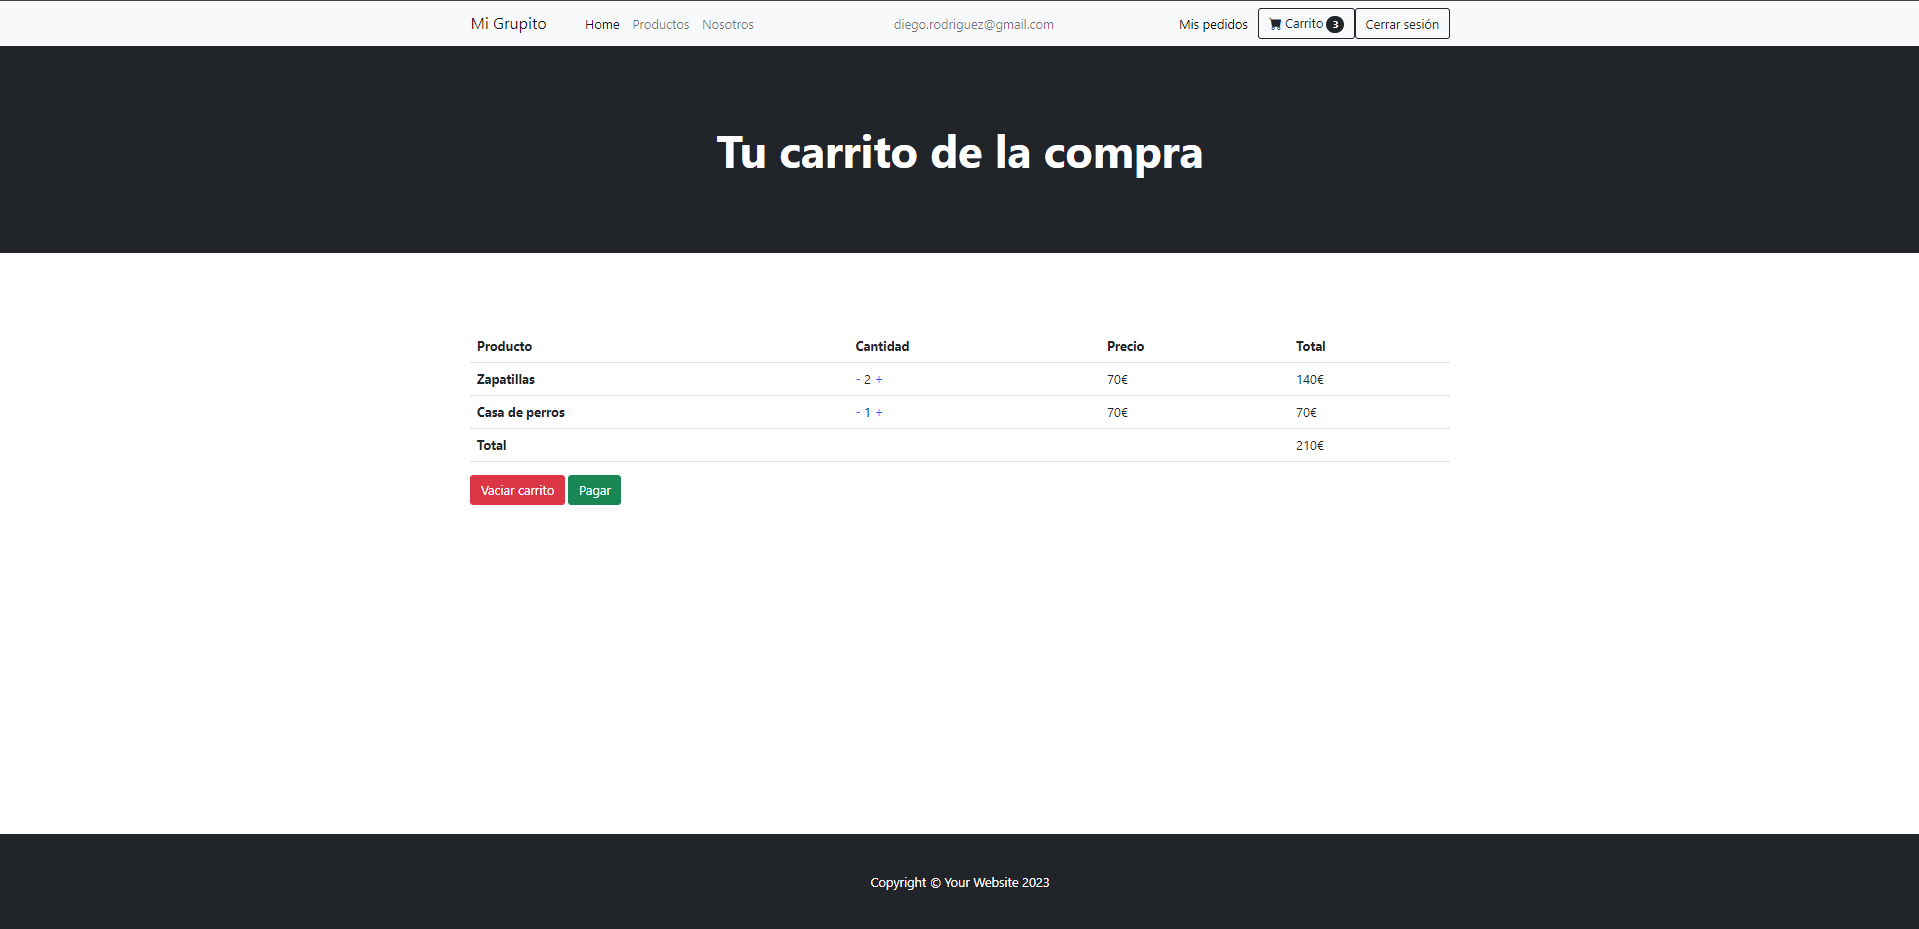 Mi Grupito Home Productos Nosotros diego.rodriguez@gmail.com Mis pedidos Carrito 3 Cerrar sesión
Tu carrito de la compra
Producto Cantidad Precio Total
Zapatillas - 2 + 70€ 140€
Casa de perros - 1 + 70€ 70€
Total 210€
Vaciar carrito Pagar
Copyright © Your Website 2023